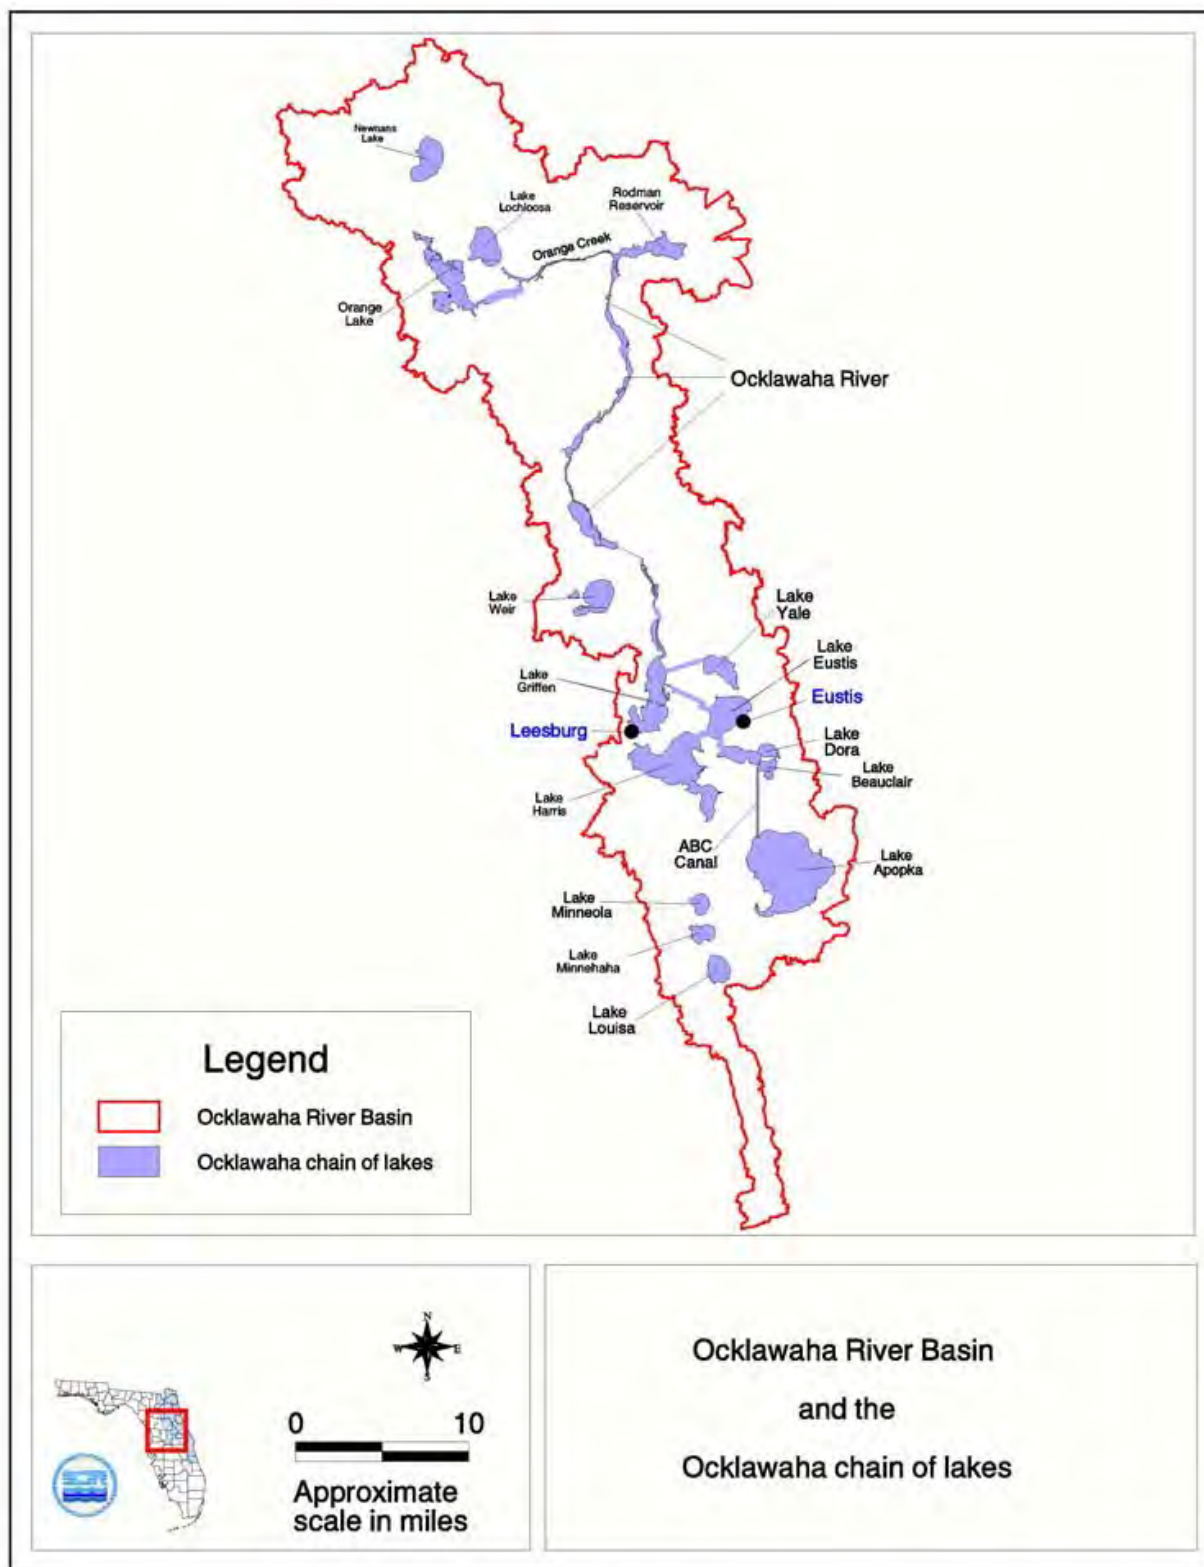 Newnans
Lake
Lake
Lochloosa
Rodman
Reservoir
Orange Creek
Orange
Lake
Ocklawaha River
Lake
Weir
Lake
Yale
Lake
Eustis
Lake
Griffen
Eustis
Leesburg
Lake
Dora
Lake
Beauclair
Lake
Harris
ABC
Canal
Lake
Apopka
Lake
Minneola
Lake
Minnehaha
Lake
Louisa
Legend
Ocklawaha River Basin
Ocklawaha chain of lakes
N
W E
S
0 10
Approximate
scale in miles
Ocklawaha River Basin
and the
Ocklawaha chain of lakes